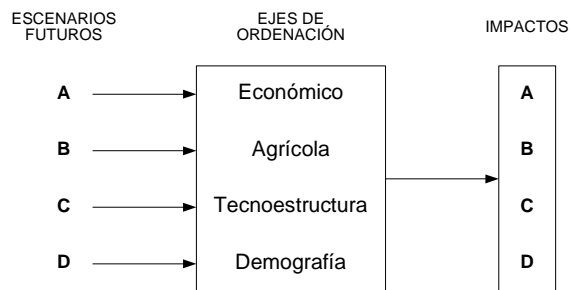 ESCENARIOS
FUTUROS
EJES DE
ORDENACIÓN
IMPACTOS
A
Económico
A
B
Agrícola
B
C
Tecnoestructura
C
D
Demografía
D